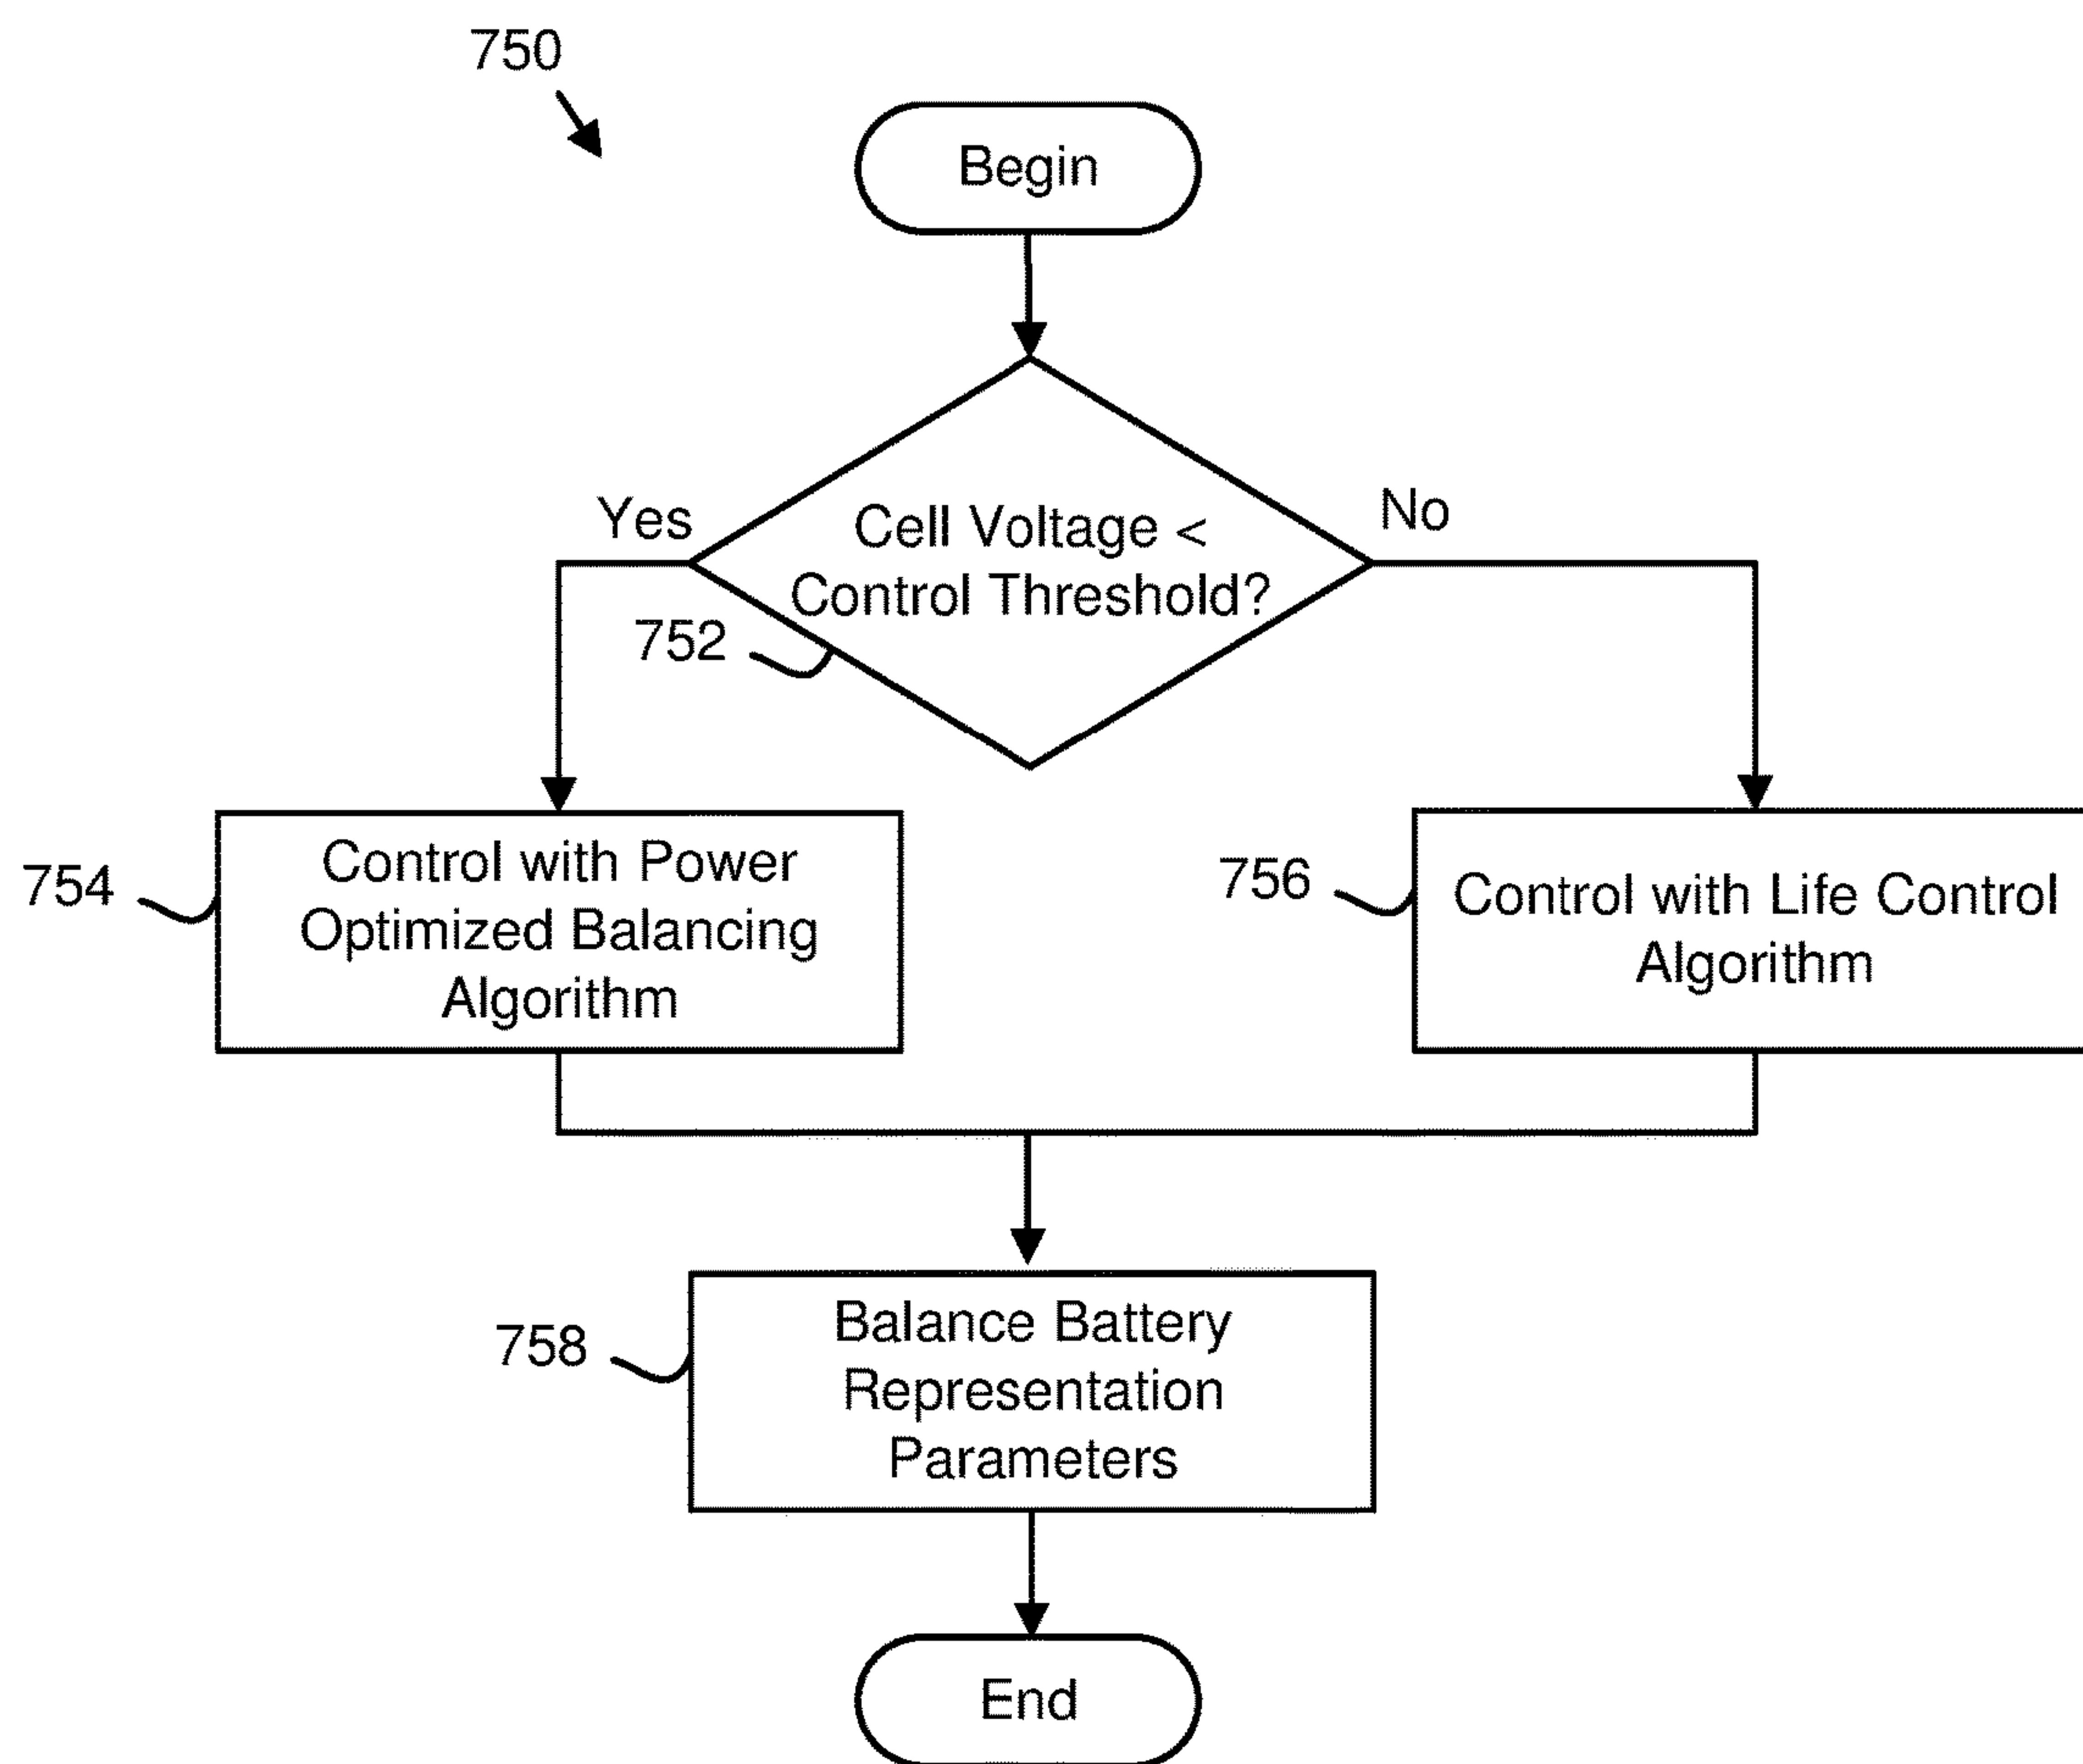 750
Begin
Yes
No
Cell Voltage <
Control Threshold?
752
754
Control with Power
Optimized Balancing
Algorithm
756
Control with Life Control
Algorithm
758
Balance Battery
Representation
Parameters
End